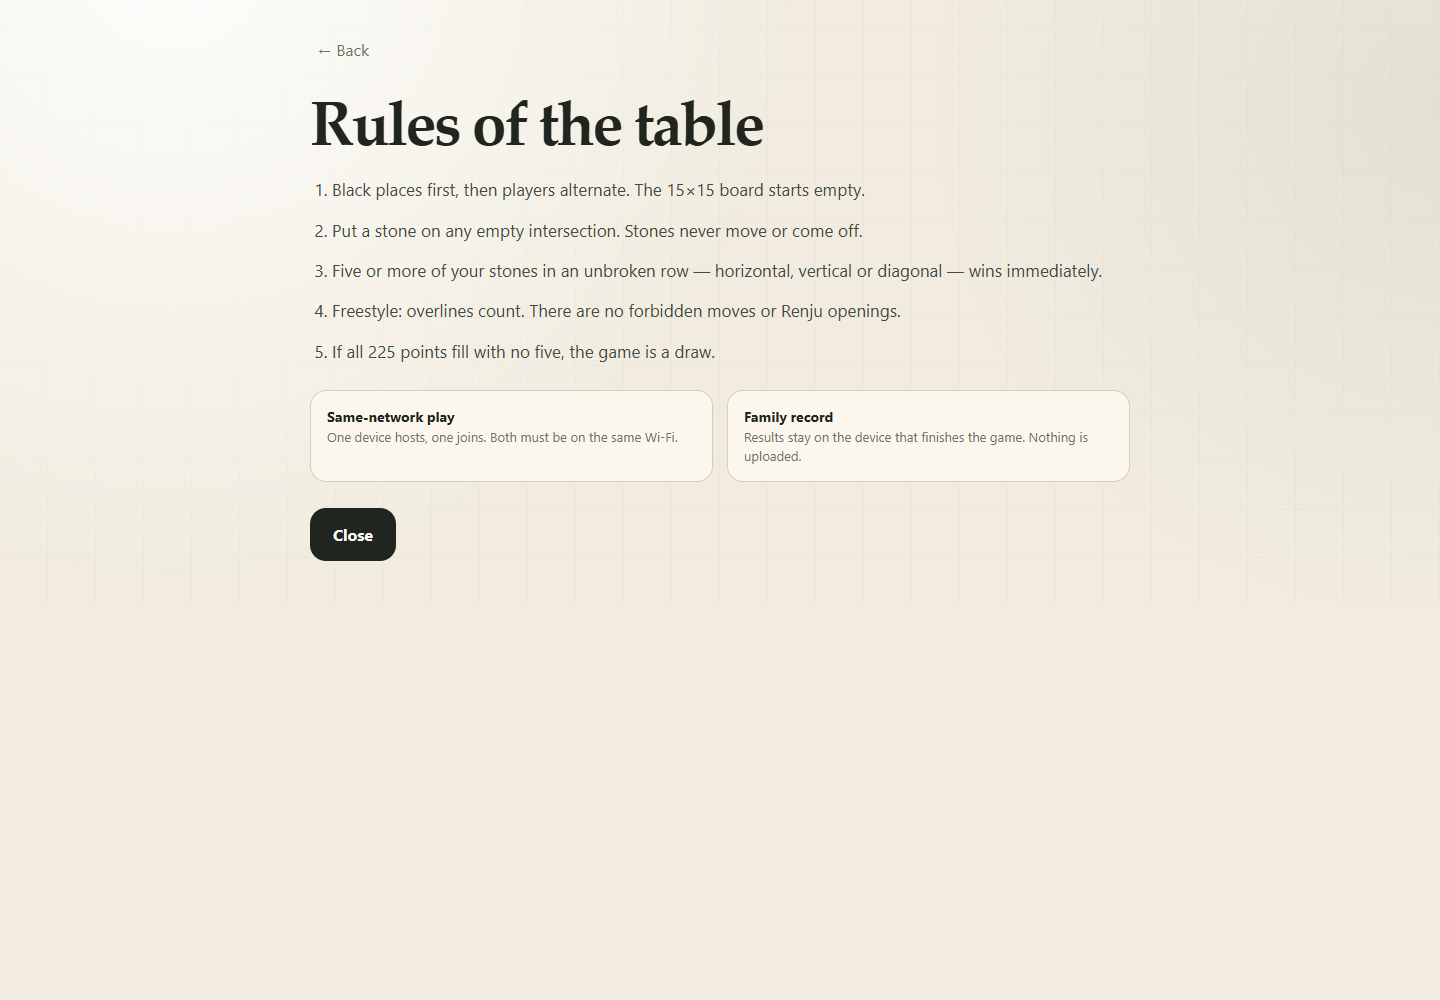 ← Back
Rules of the table
1. Black places first, then players alternate. The 15×15 board starts empty.
2. Put a stone on any empty intersection. Stones never move or come off.
3. Five or more of your stones in an unbroken row — horizontal, vertical or diagonal — wins immediately.
4. Freestyle: overlines count. There are no forbidden moves or Renju openings.
5. If all 225 points fill with no five, the game is a draw.
Same-network play
One device hosts, one joins. Both must be on the same Wi-Fi.
Family record
Results stay on the device that finishes the game. Nothing is
uploaded.
Close